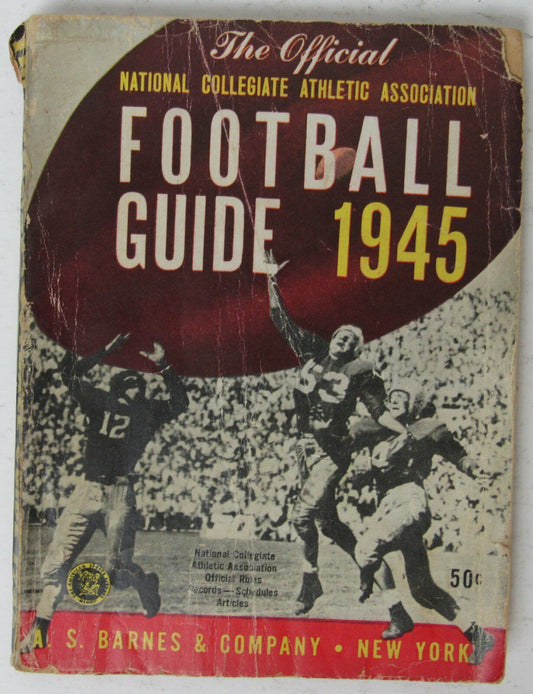 The Official
NATIONAL COLLEGIATE ATHLETIC ASSOCIATION
FOOTBALL
GUIDE 1945
53
12
National Collegiate
Athletic Association
Official Rules
Records—Schedules
Articles
50¢
A. S. BARNES & COMPANY • NEW YORK